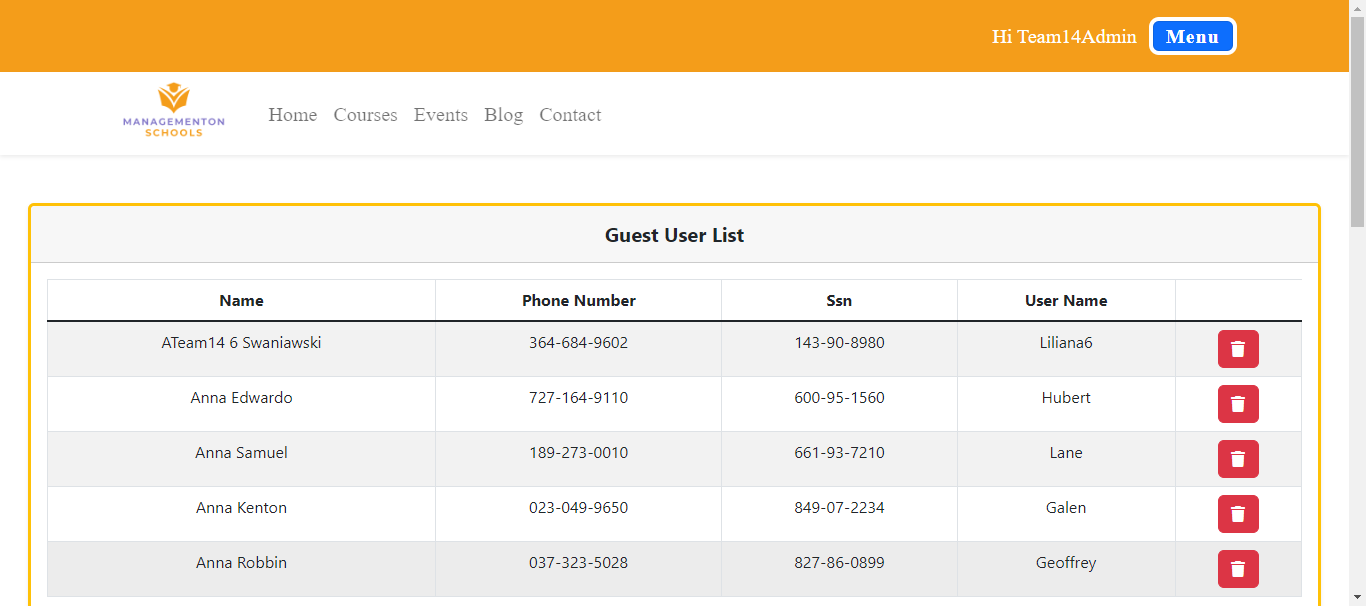 Hi Team14Admin Menu
MANAGEMENTON
SCHOOLS
Home Courses Events Blog Contact
Guest User List
Name Phone Number Ssn User Name
ATeam14 6 Swaniawski 364-684-9602 143-90-8980 Liliana6
Anna Edwardo 727-164-9110 600-95-1560 Hubert
Anna Samuel 189-273-0010 661-93-7210 Lane
Anna Kenton 023-049-9650 849-07-2234 Galen
Anna Robbin 037-323-5028 827-86-0899 Geoffrey